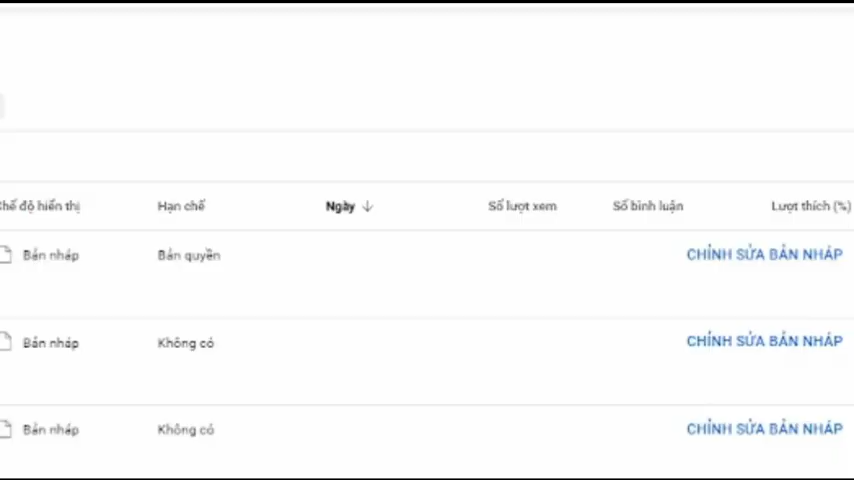 Chế độ hiển thị Hạn chế Ngày ↓ Số lượt xem Số bình luận Lượt thích (%)
Bản nháp Bản quyền CHỈNH SỬA BẢN NHÁP
Bản nháp Không có CHỈNH SỬA BẢN NHÁP
Bản nháp Không có CHỈNH SỬA BẢN NHÁP